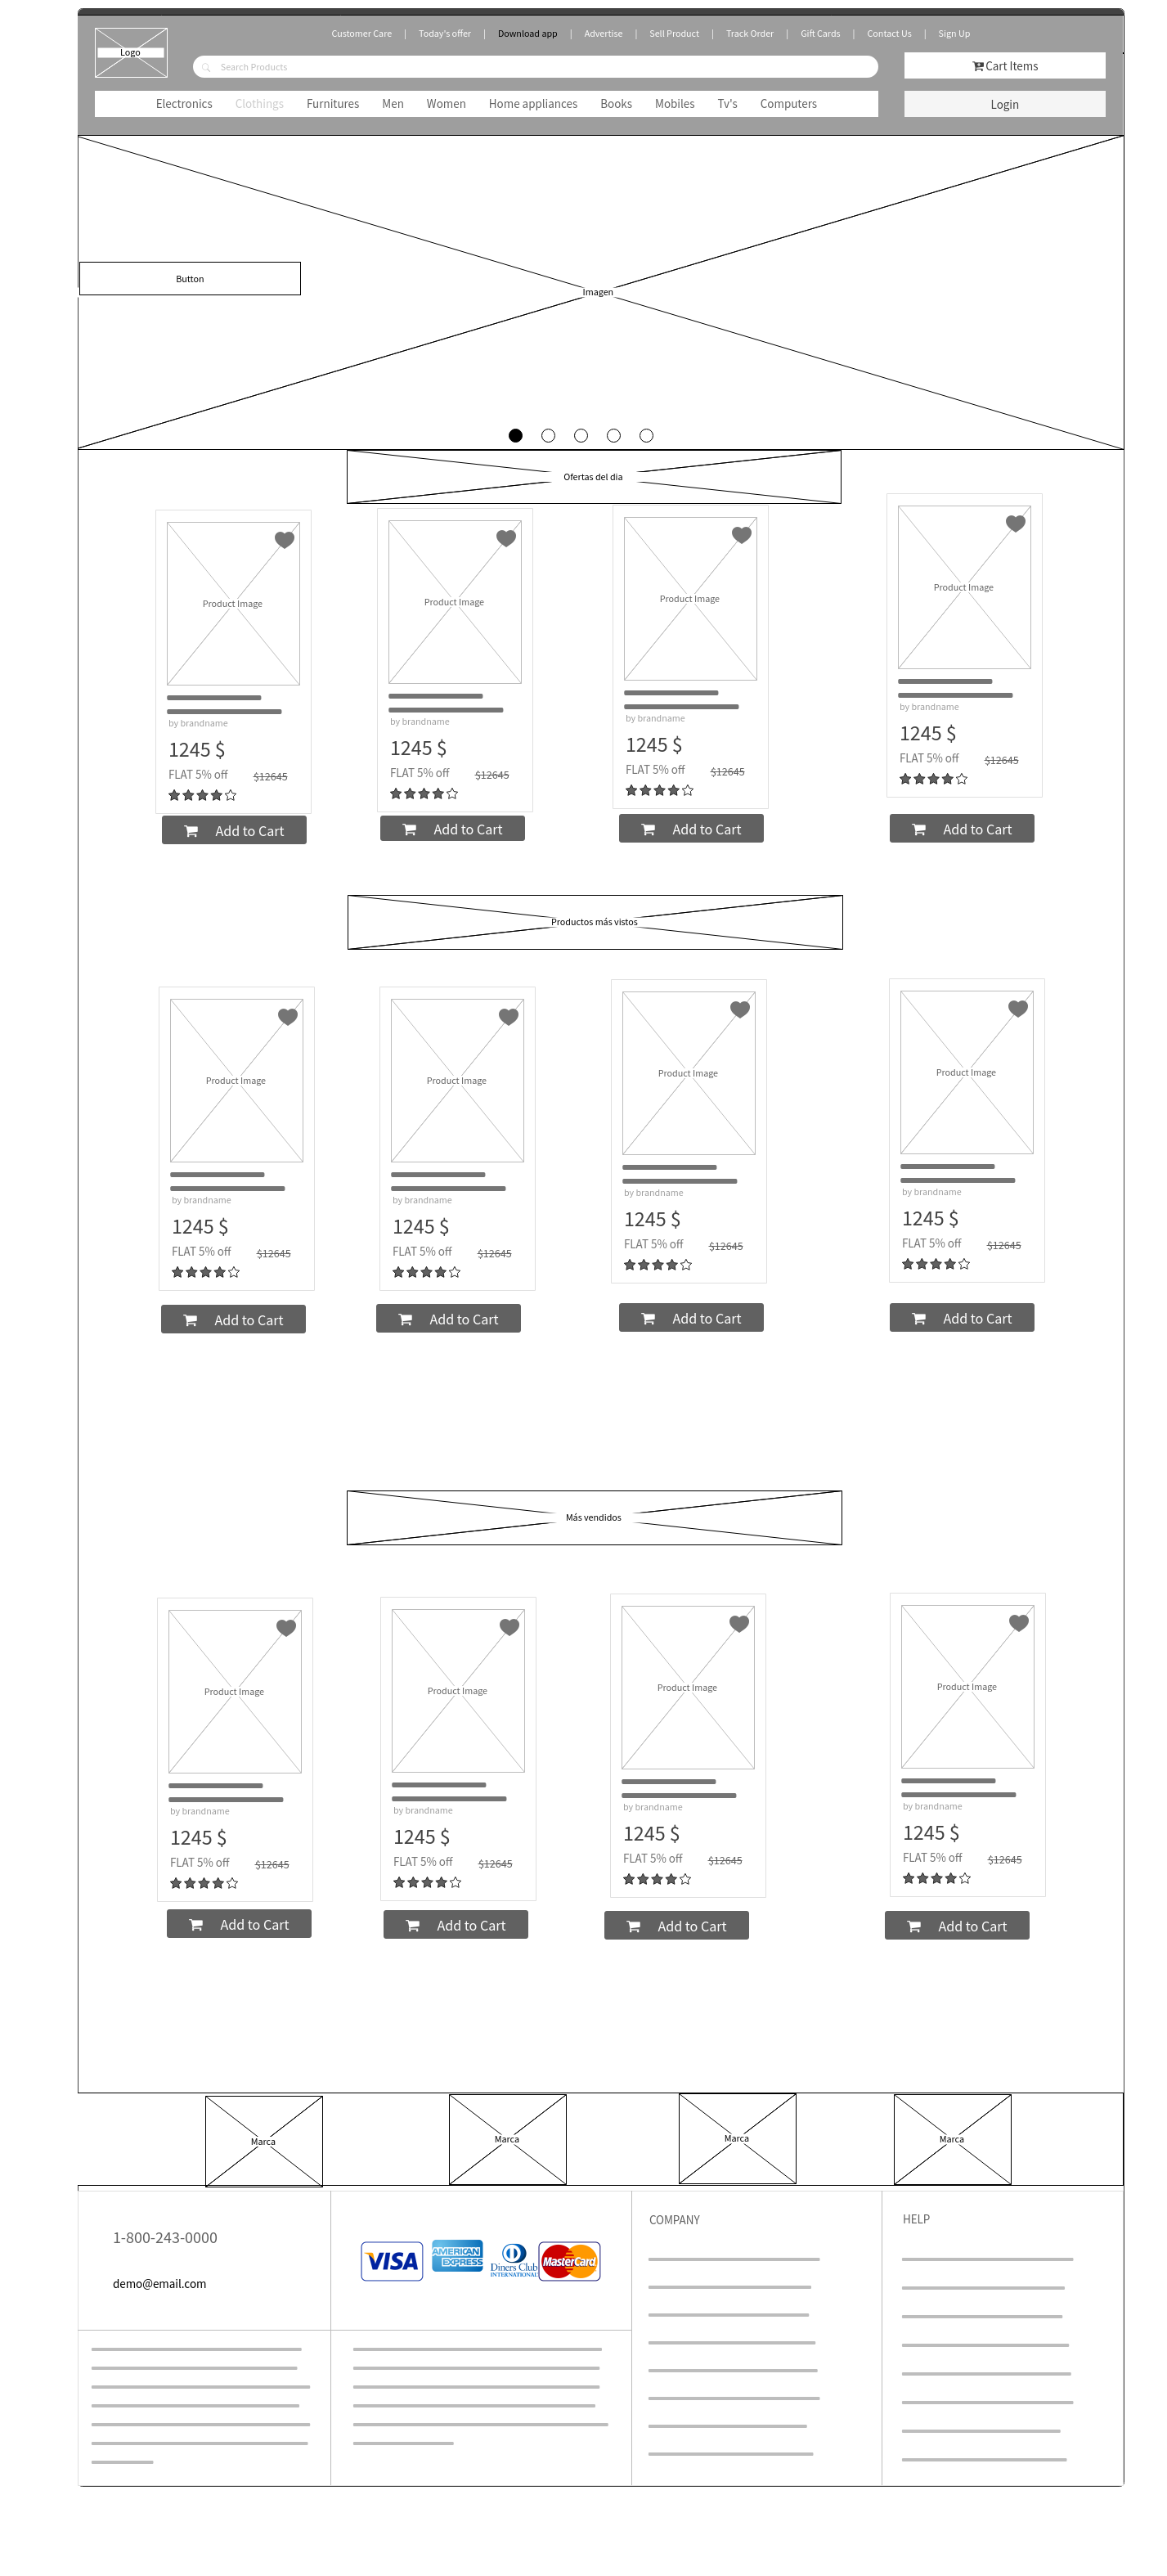 Customer Care | Today's offer | Download app | Advertise | Sell Product | Track Order | Gift Cards | Contact Us | Sign Up
Logo
Search Products
Cart Items
Electronics Clothings Furnitures Men Women Home appliances Books Mobiles Tv's Computers
Login
Button
Imagen
Ofertas del dia
Product Image Product Image Product Image Product Image
by brandname by brandname by brandname by brandname
1245 $ 1245 $ 1245 $ 1245 $
FLAT 5% off $12645 FLAT 5% off $12645 FLAT 5% off $12645 FLAT 5% off $12645
Add to Cart Add to Cart Add to Cart Add to Cart
Productos más vistos
Product Image Product Image Product Image Product Image
by brandname by brandname by brandname by brandname
1245 $ 1245 $ 1245 $ 1245 $
FLAT 5% off $12645 FLAT 5% off $12645 FLAT 5% off $12645 FLAT 5% off $12645
Add to Cart Add to Cart Add to Cart Add to Cart
Más vendidos
Product Image Product Image Product Image Product Image
by brandname by brandname by brandname by brandname
1245 $ 1245 $ 1245 $ 1245 $
FLAT 5% off $12645 FLAT 5% off $12645 FLAT 5% off $12645 FLAT 5% off $12645
Add to Cart Add to Cart Add to Cart Add to Cart
Marca Marca Marca Marca
1-800-243-0000
demo@email.com
VISA
AMERICAN
EXPRESS
Diners Club
INTERNATIONAL
MasterCard
COMPANY
HELP